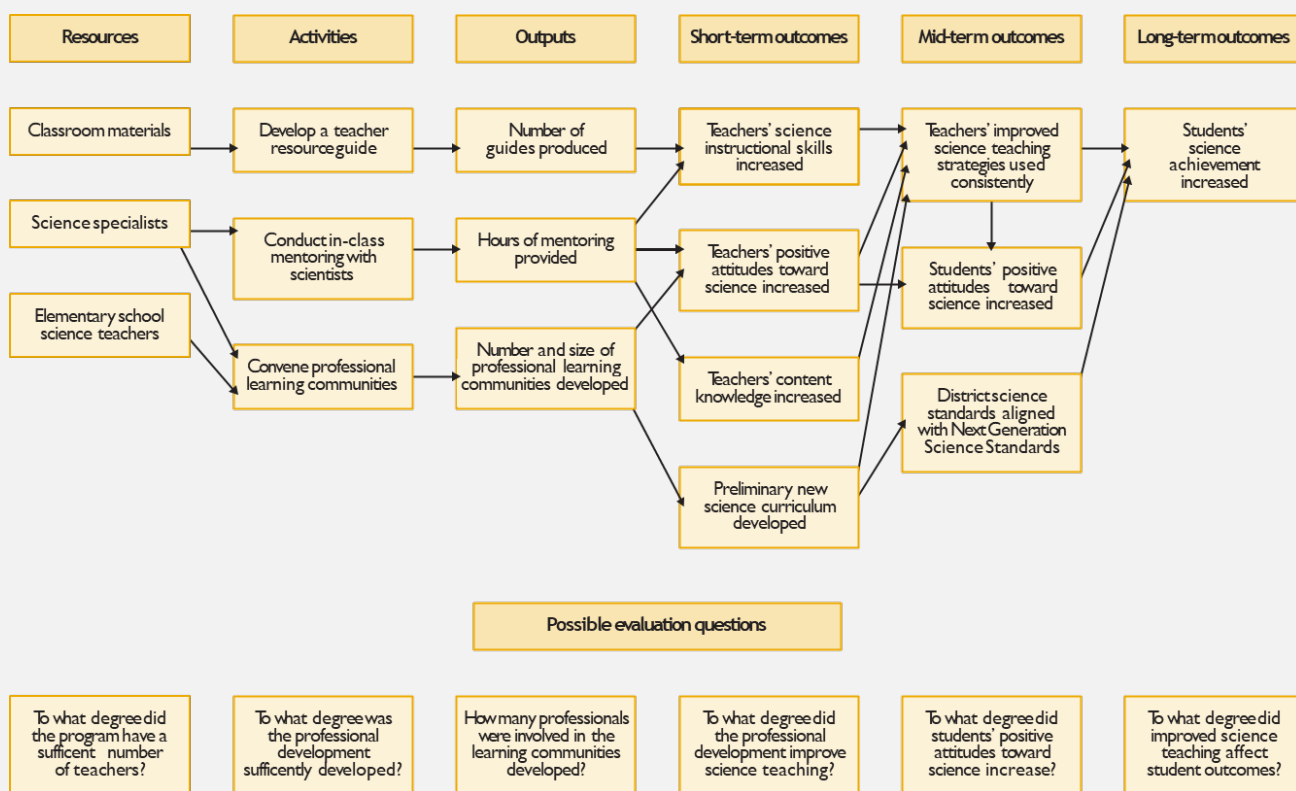 Resources
Activities
Outputs
Short-term outcomes
Mid-term outcomes
Long-term outcomes
Classroom materials
Science specialists
Elementary school
science teachers
Develop a teacher
resource guide
Conduct in-class
mentoring with
scientists
Convene professional
learning communities
Number of
guides produced
Hours of mentoring
provided
Number and size of
professional learning
communities developed
Teachers' science
instructional skills
increased
Teachers' positive
attitudes toward
science increased
Teachers' content
knowledge increased
Preliminary new
science curriculum
developed
Teachers' improved
science teaching
strategies used
consistently
Students' positive
attitudes toward
science increased
District science
standards aligned
with Next Generation
Science Standards
Students'
science
achievement
increased
Possible evaluation questions
To what degree did
the program have a
sufficent number
of teachers?
To what degree was
the professional
development
sufficently developed?
How many professionals
were involved in the
learning communities
developed?
To what degree did
the professional
development improve
science teaching?
To what degree did
students' positive
attitudes toward
science increase?
To what degree did
improved science
teaching affect
student outcomes?